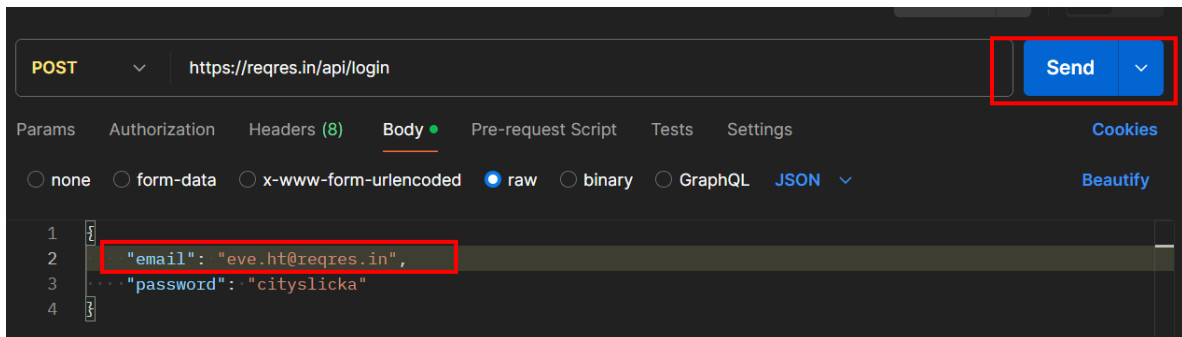 POST https://reqres.in/api/login Send
Params Authorization Headers (8) Body Pre-request Script Tests Settings Cookies
none form-data x-www-form-urlencoded raw binary GraphQL JSON Beautify
1 {
2 "email": "eve.ht@reqres.in",
3 "password": "cityslicka"
4 }